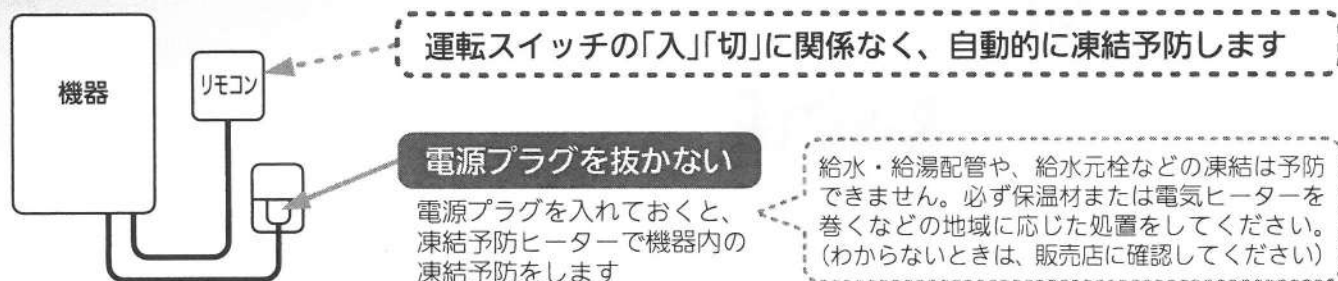 運転スイッチの「入」「切」に関係なく、自動的に凍結予防します
機器
リモコン
電源プラグを抜かない
電源プラグを入れておくと、
凍結予防ヒーターで機器内の
凍結予防をします
給水・給湯配管や、給水元栓などの凍結は予防
できません。必ず保温材または電気ヒーターを
巻くなどの地域に応じた処置をしてください。
(わからないときは、販売店に確認してください)